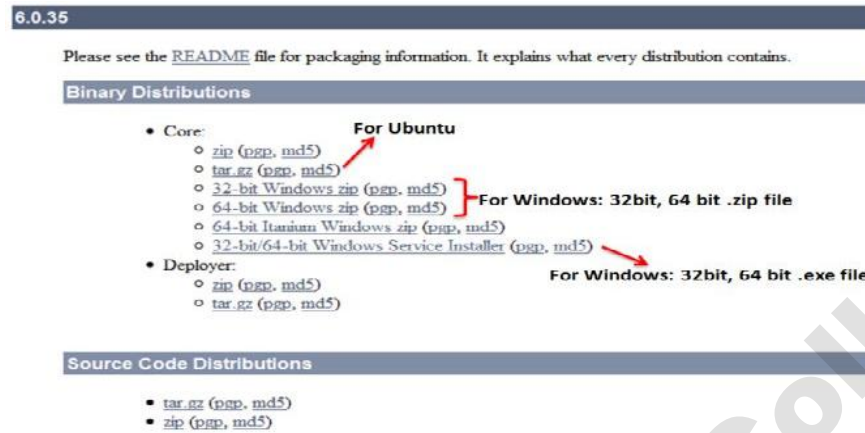 6.0.35
Please see the README file for packaging information. It explains what every distribution contains.
Binary Distributions
• Core:
For Ubuntu
○ zip (pgp, md5)
○ tar.gz (pgp, md5)
○ 32-bit Windows zip (pgp, md5)
○ 64-bit Windows zip (pgp, md5)
For Windows: 32bit, 64 bit .zip file
○ 64-bit Itanium Windows zip (pgp, md5)
○ 32-bit/64-bit Windows Service Installer (pgp, md5)
For Windows: 32bit, 64 bit .exe file
• Deployer:
○ zip (pgp, md5)
○ tar.gz (pgp, md5)
Source Code Distributions
• tar.gz (pgp, md5)
• zip (pgp, md5)